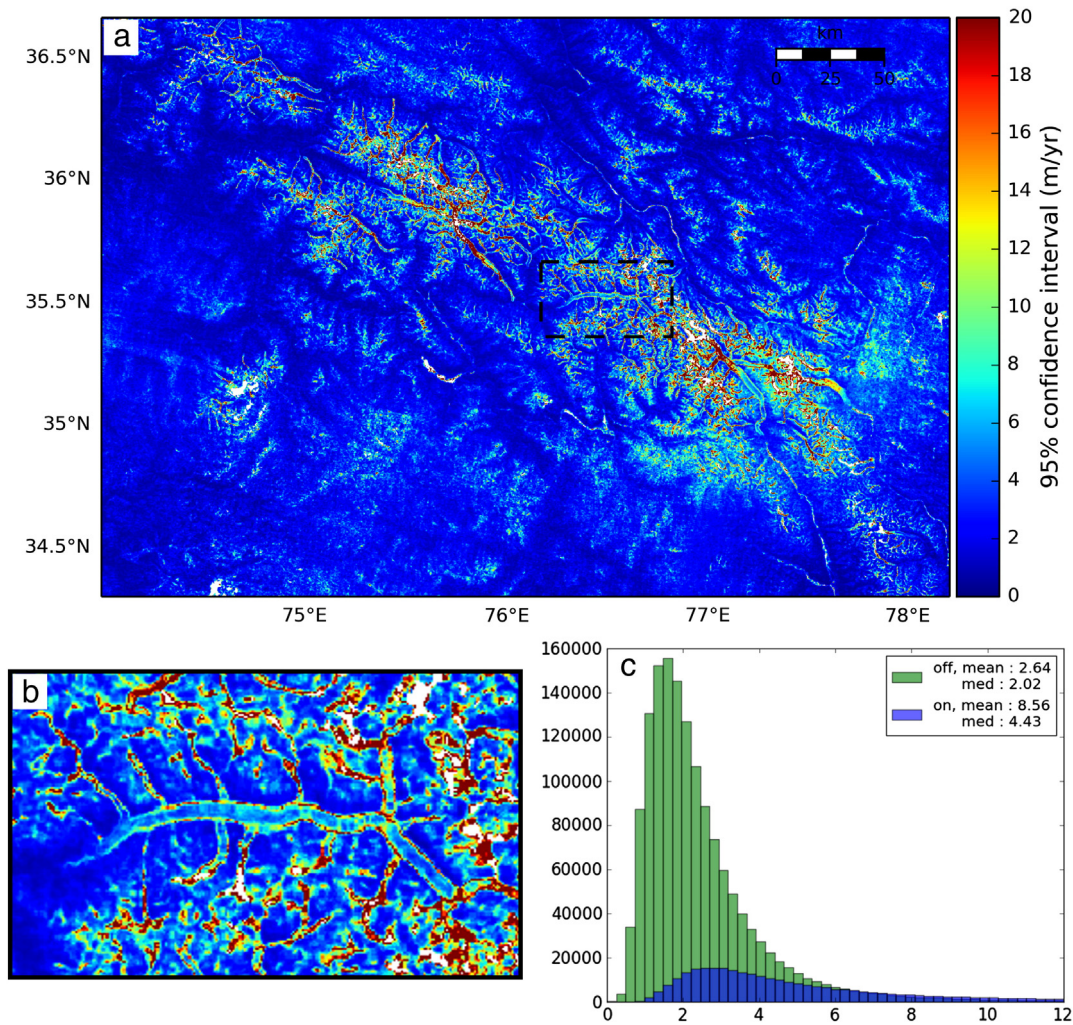 a
km
0 25 50
36.5°N
36°N
35.5°N
35°N
34.5°N
75°E 76°E 77°E 78°E
20
18
16
14
12
10
8
6
4
2
0
95% confidence interval (m/yr)
b
c
160000
140000
120000
100000
80000
60000
40000
20000
0
0 2 4 6 8 10 12
off, mean : 2.64
med : 2.02
on, mean : 8.56
med : 4.43